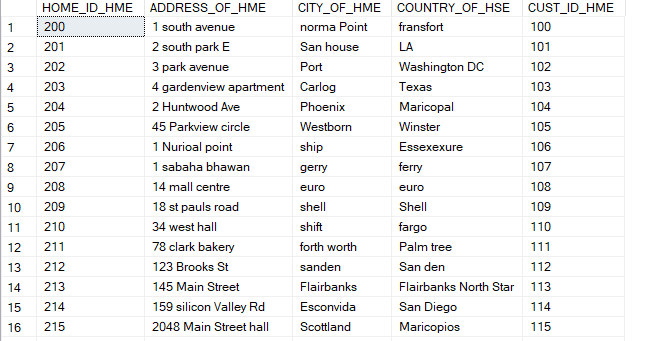 HOME_ID_HME ADDRESS_OF_HME CITY_OF_HME COUNTRY_OF_HSE CUST_ID_HME
1 200 1 south avenue norma Point fransfort 100
2 201 2 south park E San house LA 101
3 202 3 park avenue Port Washington DC 102
4 203 4 gardenview apartment Carlog Texas 103
5 204 2 Huntwood Ave Phoenix Maricopal 104
6 205 45 Parkview circle Westborn Winster 105
7 206 1 Nurioal point ship Essexexure 106
8 207 1 sabaha bhawan gerry ferry 107
9 208 14 mall centre euro euro 108
10 209 18 st pauls road shell Shell 109
11 210 34 west hall shift fargo 110
12 211 78 clark bakery forth worth Palm tree 111
13 212 123 Brooks St sanden San den 112
14 213 145 Main Street Flairbanks Flairbanks North Star 113
15 214 159 silicon Valley Rd Esconvida San Diego 114
16 215 2048 Main Street hall Scottland Maricopios 115